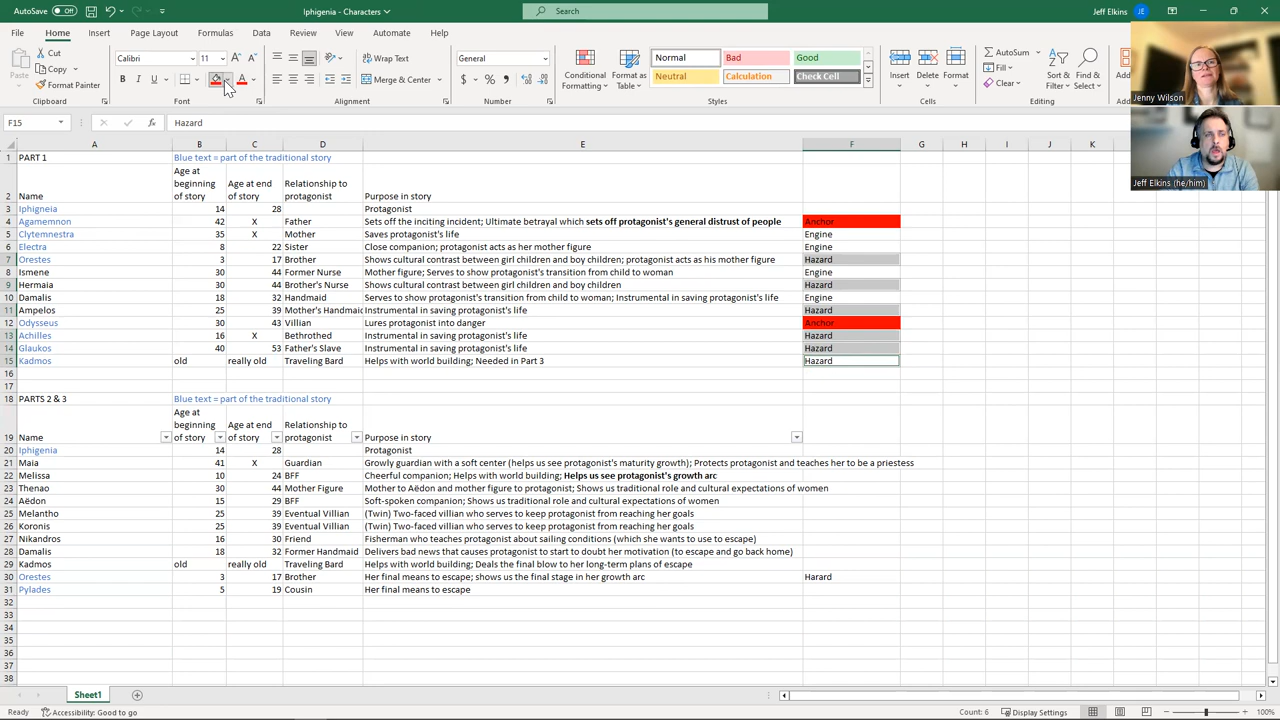 AutoSave Off Iphigenia - Characters Search Jeff Elkins JE
File Home Insert Page Layout Formulas Data Review View Automate Help
Cut Calibri 11 Wrap Text General Normal Bad Good AutoSum
Paste Copy Neutral Calculation Check Cell Fill
Format Painter B I U Merge & Center Conditional Formatting Format as Table Insert Delete Format Clear Sort & Filter Find & Select
Clipboard Font Alignment Number Styles Cells Editing
Jenny Wilson
Jeff Elkins (he/him)
F15 Hazard
A B C D E F G H I J K
1 PART 1 Blue text = part of the traditional story
2 Name Age at beginning of story Age at end of story Relationship to protagonist Purpose in story
3 Iphigneia 14 28 Protagonist
4 Agamemnon 42 X Father Sets off the inciting incident; Ultimate betrayal which sets off protagonist's general distrust of people Anchor
5 Clytemnestra 35 X Mother Saves protagonist's life Engine
6 Electra 8 22 Sister Close companion; protagonist acts as her mother figure Engine
7 Orestes 3 17 Brother Shows cultural contrast between girl children and boy children; protagonist acts as his mother figure Hazard
8 Ismene 30 44 Former Nurse Mother figure; Serves to show protagonist's transition from child to woman Engine
9 Hermaia 30 44 Brother's Nurse Shows cultural contrast between girl children and boy children Hazard
10 Damalis 18 32 Handmaid Serves to show protagonist's transition from child to woman; Instrumental in saving protagonist's life Engine
11 Ampelos 25 39 Mother's Handmaid Instrumental in saving protagonist's life Hazard
12 Odysseus 30 43 Villian Lures protagonist into danger Anchor
13 Achilles 16 X Bethrothed Instrumental in saving protagonist's life Hazard
14 Glaukos 40 53 Father's Slave Instrumental in saving protagonist's life Hazard
15 Kadmos old really old Traveling Bard Helps with world building; Needed in Part 3 Hazard
16
17
18 PARTS 2 & 3 Blue text = part of the traditional story
19 Name Age at beginning of story Age at end of story Relationship to protagonist Purpose in story
20 Iphigenia 14 28 Protagonist
21 Maia 41 X Guardian Growly guardian with a soft center (helps us see protagonist's maturity growth); Protects protagonist and teaches her to be a priestess
22 Melissa 10 24 BFF Cheerful companion; Helps with world building; Helps us see protagonist's growth arc
23 Thenao 30 44 Mother Figure Mother to Aëdon and mother figure to protagonist; Shows us traditional role and cultural expectations of women
24 Aëdon 15 29 BFF Soft-spoken companion; Shows us traditional role and cultural expectations of women
25 Melantho 25 39 Eventual Villian (Twin) Two-faced villian who serves to keep protagonist from reaching her goals
26 Koronis 25 39 Eventual Villian (Twin) Two-faced villian who serves to keep protagonist from reaching her goals
27 Nikandros 16 30 Friend Fisherman who teaches protagonist about sailing conditions (which she wants to use to escape)
28 Damalis 18 32 Former Handmaid Delivers bad news that causes protagonist to start to doubt her motivation (to escape and go back home)
29 Kadmos old really old Traveling Bard Helps with world building; Deals the final blow to her long-term plans of escape
30 Orestes 3 17 Brother Her final means to escape; shows us the final stage in her growth arc Harard
31 Pylades 5 19 Cousin Her final means to escape
32
33
34
35
36
37
38
Sheet1
Ready Accessibility: Good to go Count: 6 Display Settings 100%